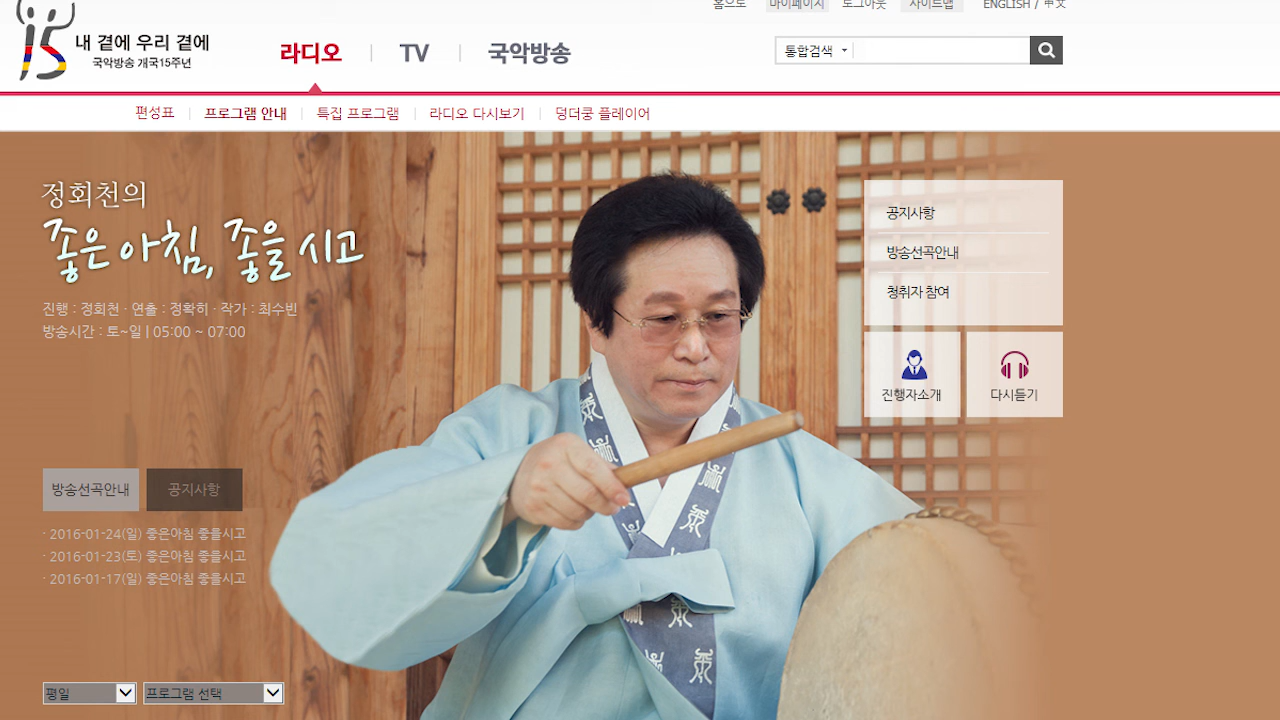 홈으로 마이페이지 로그아웃 사이트맵 ENGLISH / 中文
15 내 곁에 우리 곁에
국악방송 개국15주년
라디오 | TV | 국악방송
통합검색
편성표 | 프로그램 안내 | 특집 프로그램 | 라디오 다시보기 | 덩더쿵 플레이어
정회천의
좋은 아침, 좋을 시고
진행 : 정회천 · 연출 : 정확히 · 작가 : 최수빈
방송시간 : 토~일 | 05:00 ~ 07:00
공지사항
방송선곡안내
청취자 참여
진행자소개 다시듣기
방송선곡안내 공지사항
· 2016-01-24(일) 좋은아침 좋을시고
· 2016-01-23(토) 좋은아침 좋을시고
· 2016-01-17(일) 좋은아침 좋을시고
평일 프로그램 선택